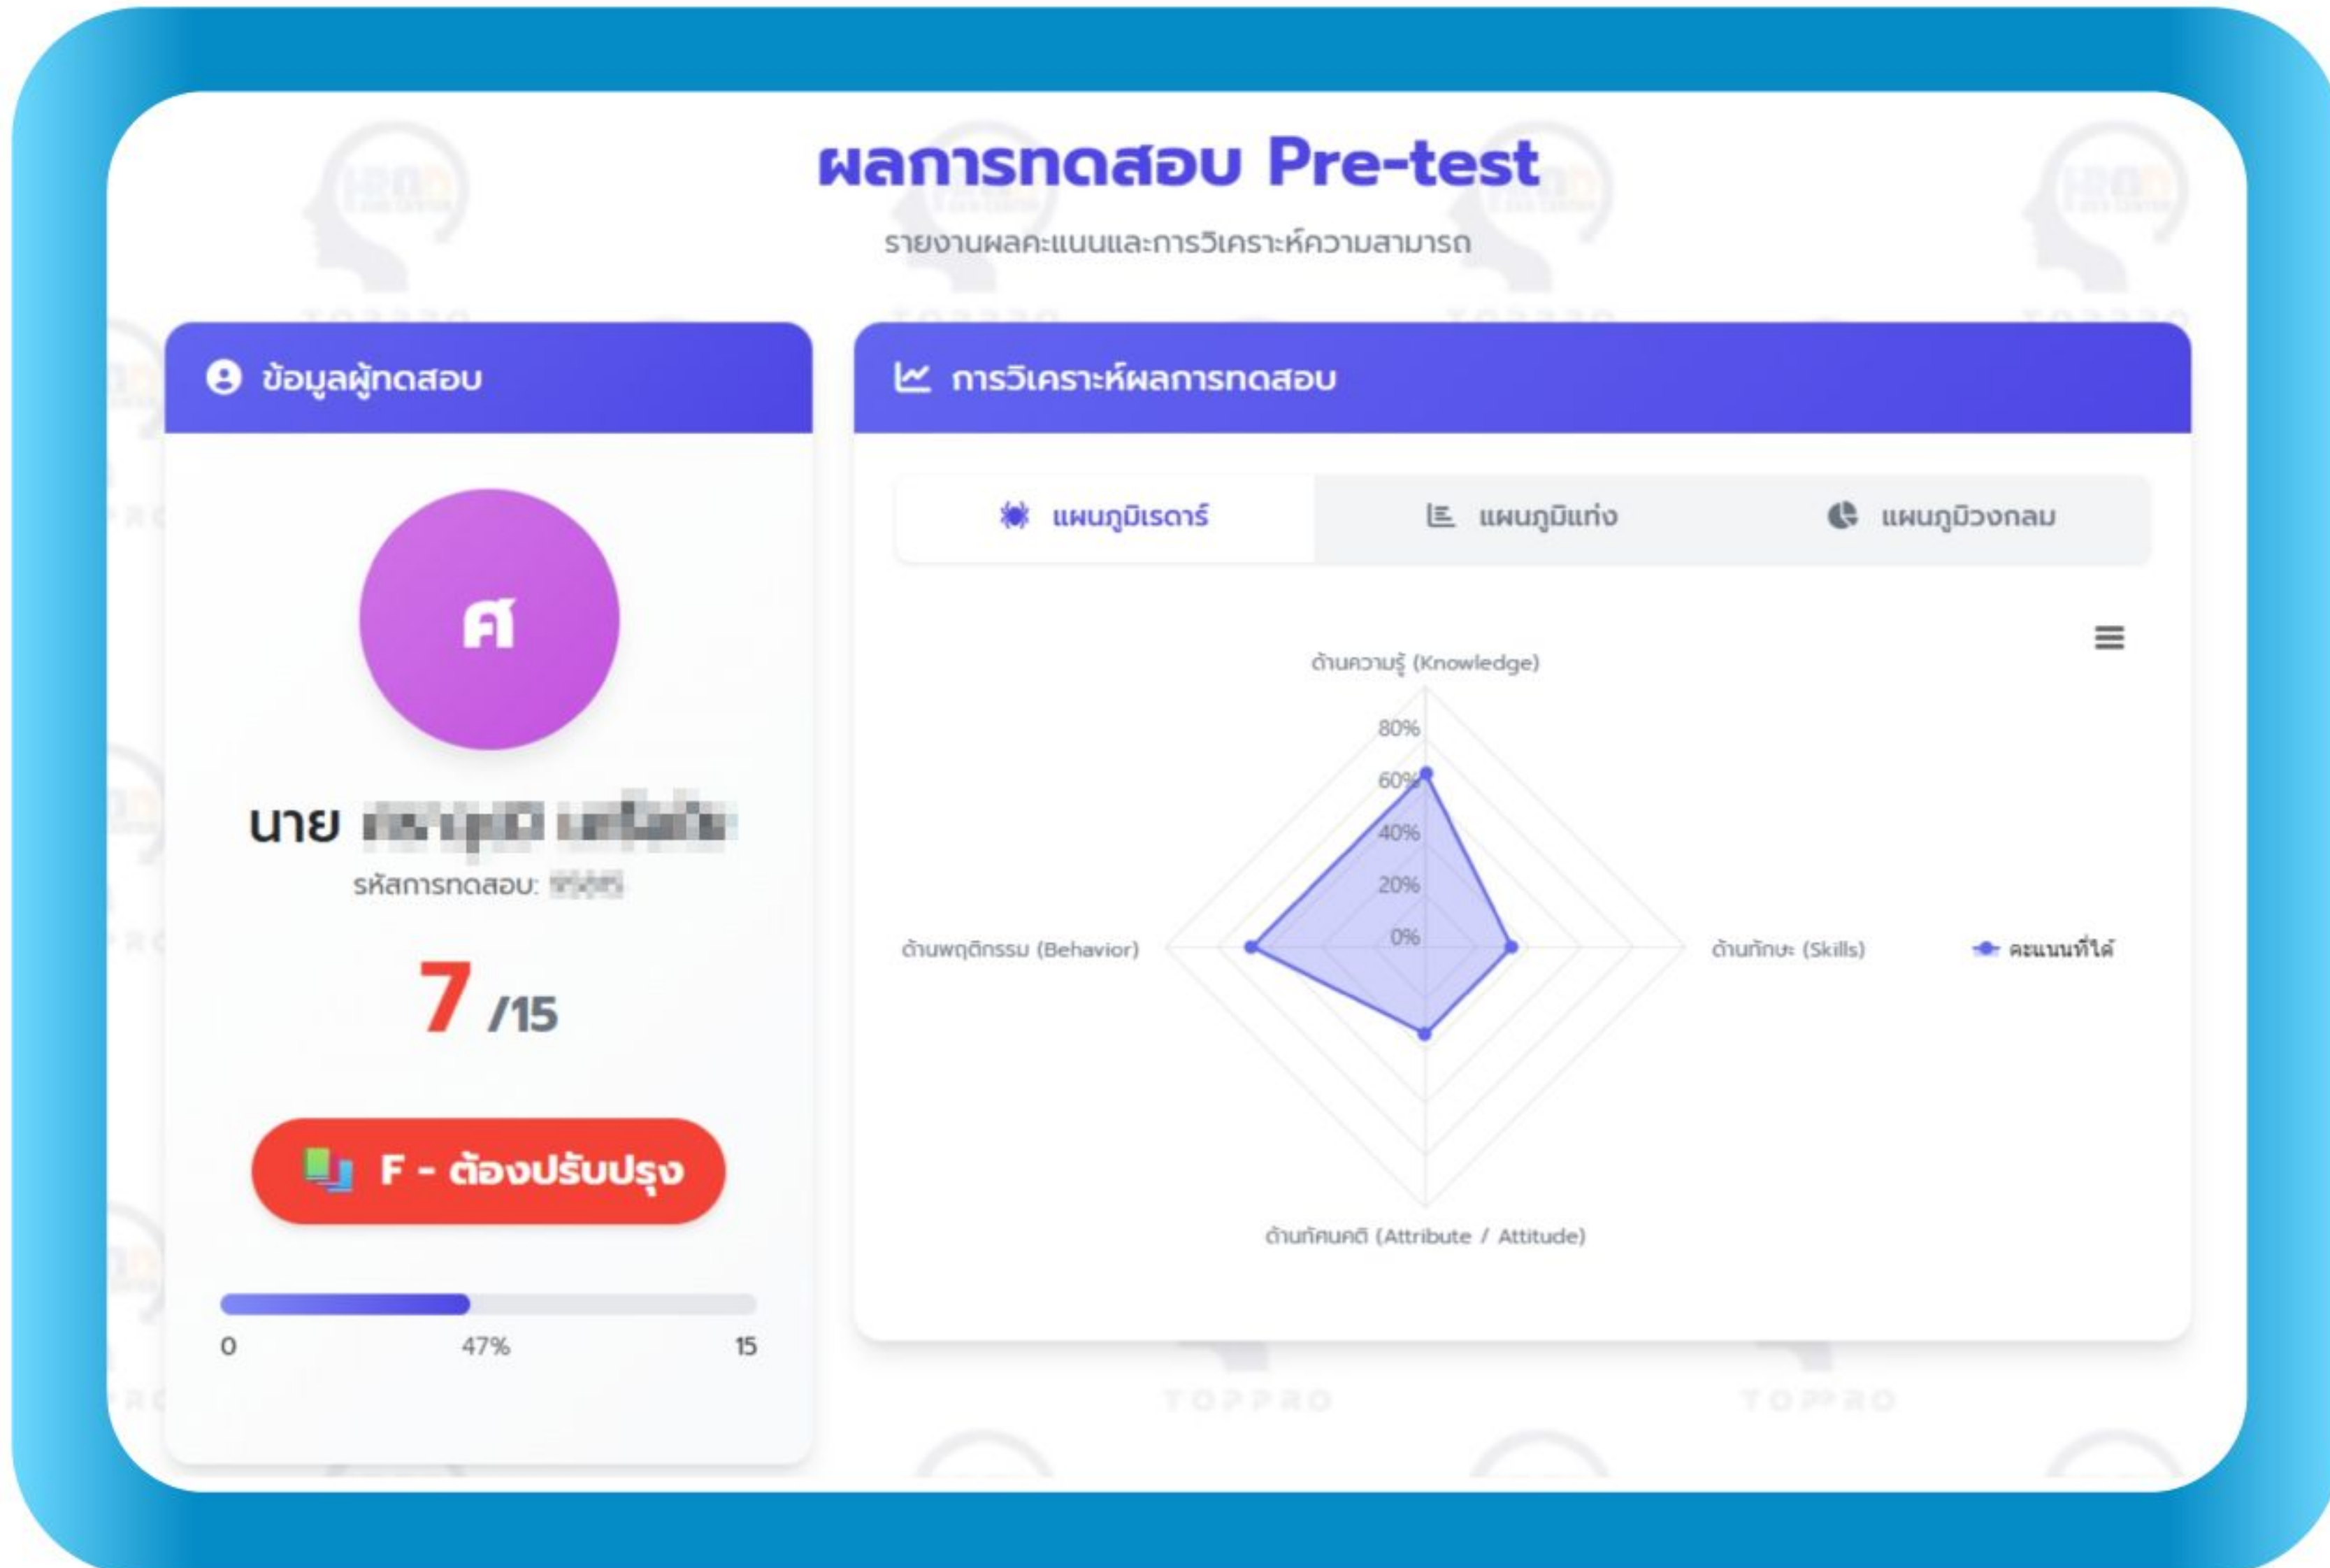 ผลการทดสอบ Pre-test
รายงานผลคะแนนและการวิเคราะห์ความสามารถ
ข้อมูลผู้ทดสอบ
ศ
นาย
รหัสการทดสอบ:
7 /15
F - ต้องปรับปรุง
0 47% 15
การวิเคราะห์ผลการทดสอบ
แผนภูมิเรดาร์ แผนภูมิแท่ง แผนภูมิวงกลม
ด้านความรู้ (Knowledge)
80%
60%
40%
20%
0%
ด้านพฤติกรรม (Behavior)
ด้านทักษะ (Skills)
คะแนนที่ได้
ด้านทัศนคติ (Attribute / Attitude)
TOPPRO TOPPRO